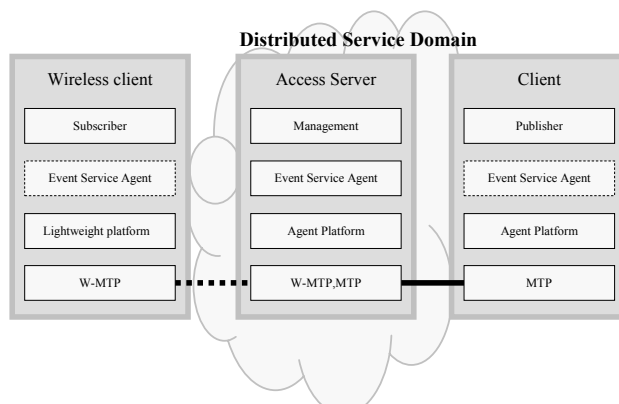 Distributed Service Domain
Wireless client
Subscriber
Event Service Agent
Lightweight platform
W-MTP
Access Server
Management
Event Service Agent
Agent Platform
W-MTP,MTP
Client
Publisher
Event Service Agent
Agent Platform
MTP